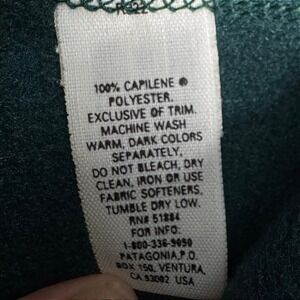 100% CAPILENE ®
POLYESTER.
EXCLUSIVE OF TRIM.
MACHINE WASH
WARM, DARK COLORS
SEPARATELY.
DO NOT BLEACH, DRY
CLEAN, IRON OR USE
FABRIC SOFTENERS.
TUMBLE DRY LOW.
RN# 51884
FOR INFO:
1-800-336-9090
PATAGONIA,P.O.
BOX 150, VENTURA,
CA 93002 USA